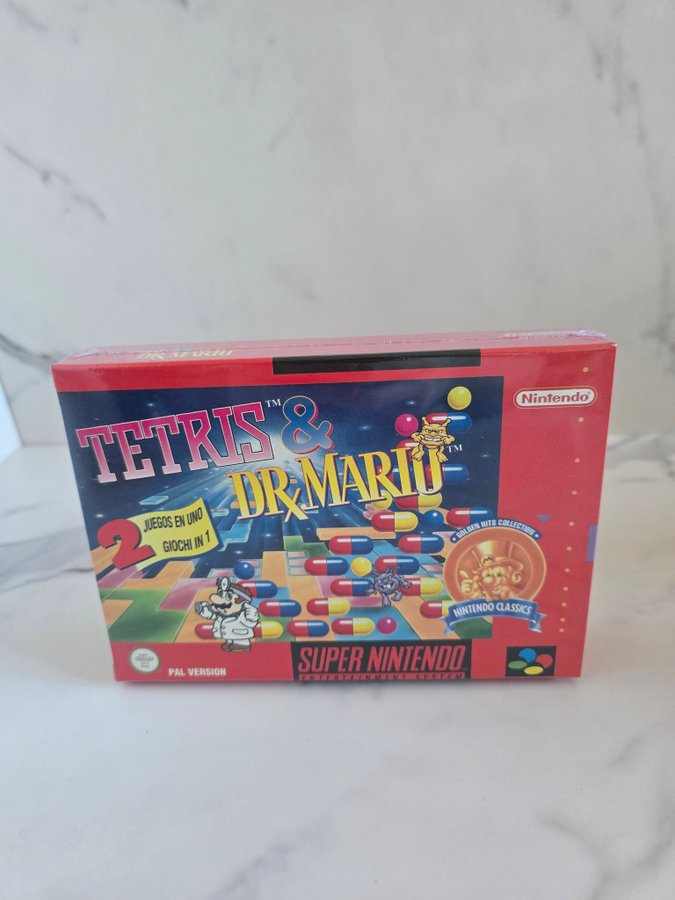 DR.MARIO
TETRIS™ &
DR.MARIO™
2 JUEGOS EN UNO
GIOCHI IN 1
Nintendo®
GOLDEN HITS COLLECTION
NINTENDO CLASSICS
PAL VERSION
SUPER NINTENDO
ENTERTAINMENT SYSTEM